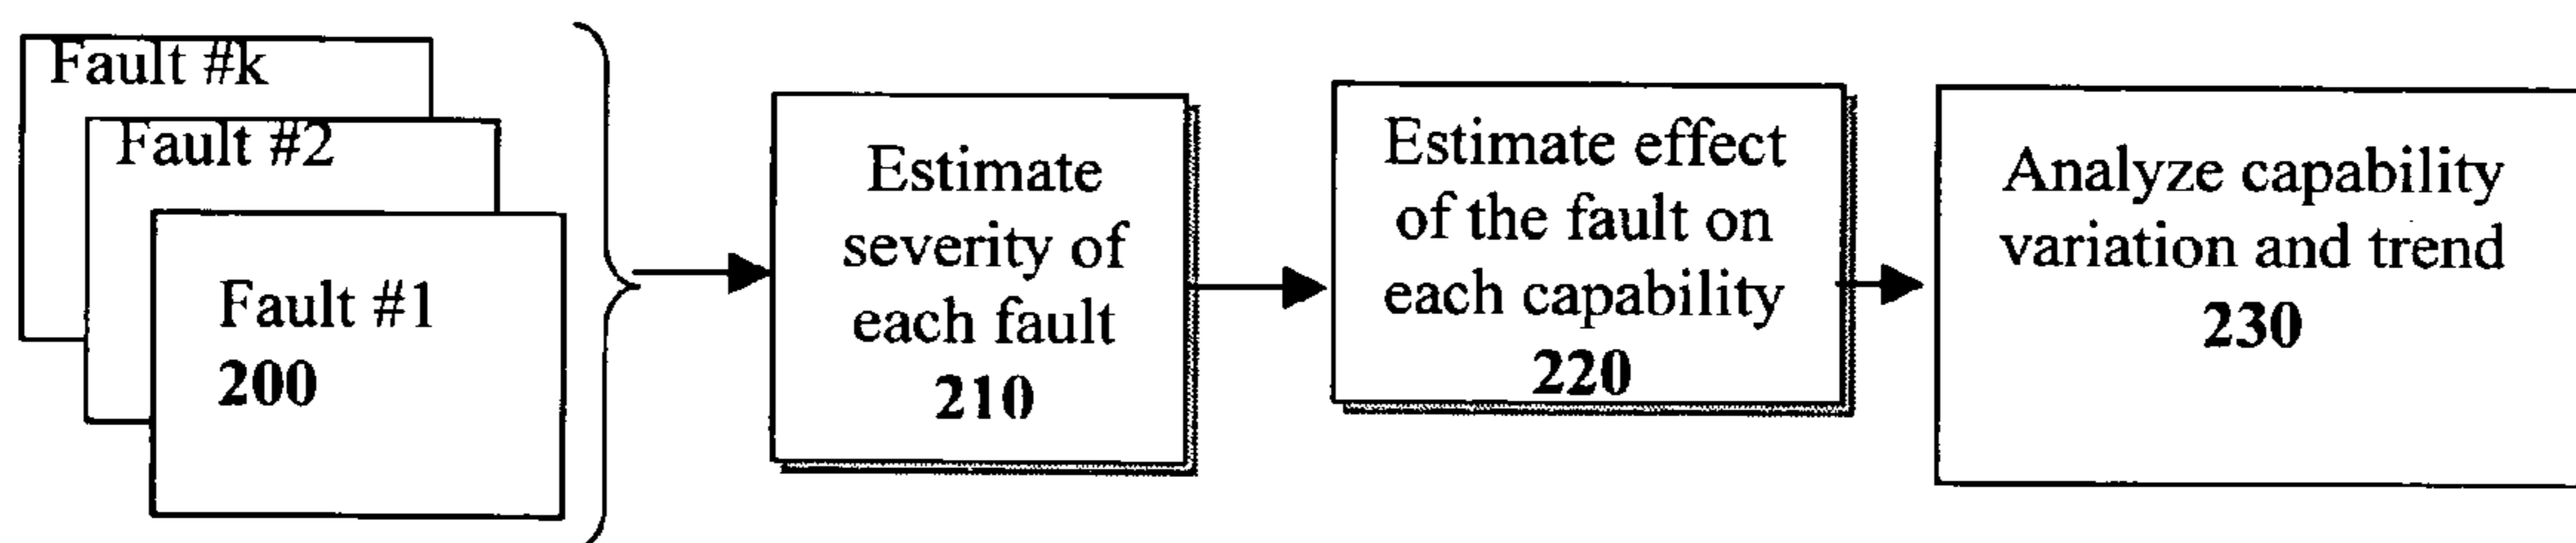 Fault #k
Fault #2
Fault #1
200
Estimate
severity of
each fault
210
Estimate effect
of the fault on
each capability
220
Analyze capability
variation and trend
230